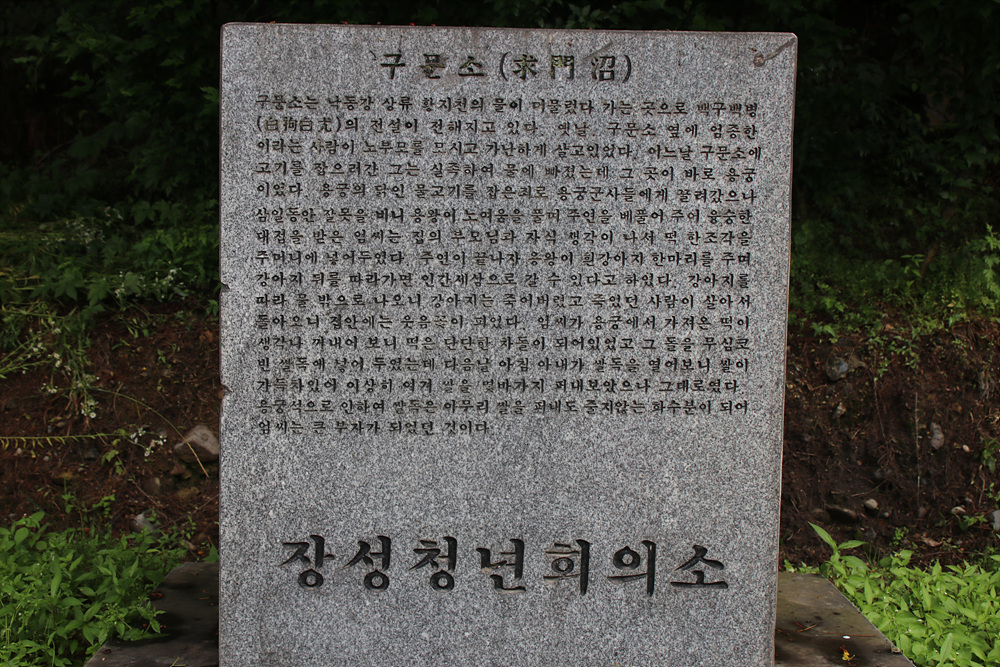 구문소(求門沼)
구문소는 낙동강 상류 황지천의 물이 머물렀다 가는 곳으로 백구백병
(白狗白尤)의 전설이 전해지고 있다. 옛날 구문소 옆에 엄종한
이라는 사람이 노부모를 모시고 가난하게 살고있었다. 어느날 구문소에
고기를 잡으러간 그는 실족하여 물에 빠졌는데 그 곳이 바로 용궁
이었다. 용궁의 닭인 물고기를 잡은죄로 용궁군사들에게 끌려갔으나
삼일동안 잘못을 비니 용왕이 노여움을 풀며 주연을 베풀어 주어 융숭한
대접을 받은 엄씨는 집의 부모님과 자식 생각이 나서 떡 한조각을
주머니에 넣어두었다. 주연이 끝나자 용왕이 흰강아지 한마리를 주며
강아지 뒤를 따라가면 인간세상으로 갈 수 있다고 하였다. 강아지를
따라 물 밖으로 나오니 강아지는 죽어버렸고 죽었던 사람이 살아서
돌아오니 집안에는 웃음꽃이 피었다. 엄씨가 용궁에서 가져온 떡이
생각나 꺼내어 보니 떡은 단단한 차돌이 되어있었고 그 돌을 무심코
빈 쌀독에 넣어 두었는데 다음날 아침 아내가 쌀독을 열어보니 쌀이
가득차있어 이상히 여겨 쌀을 몇바가지 퍼내보았으나 그대로였다.
용궁석으로 인하여 쌀독은 아무리 쌀을 퍼내도 줄지않는 화수분이 되어
엄씨는 큰 부자가 되었던 것이다.
장성청년회의소